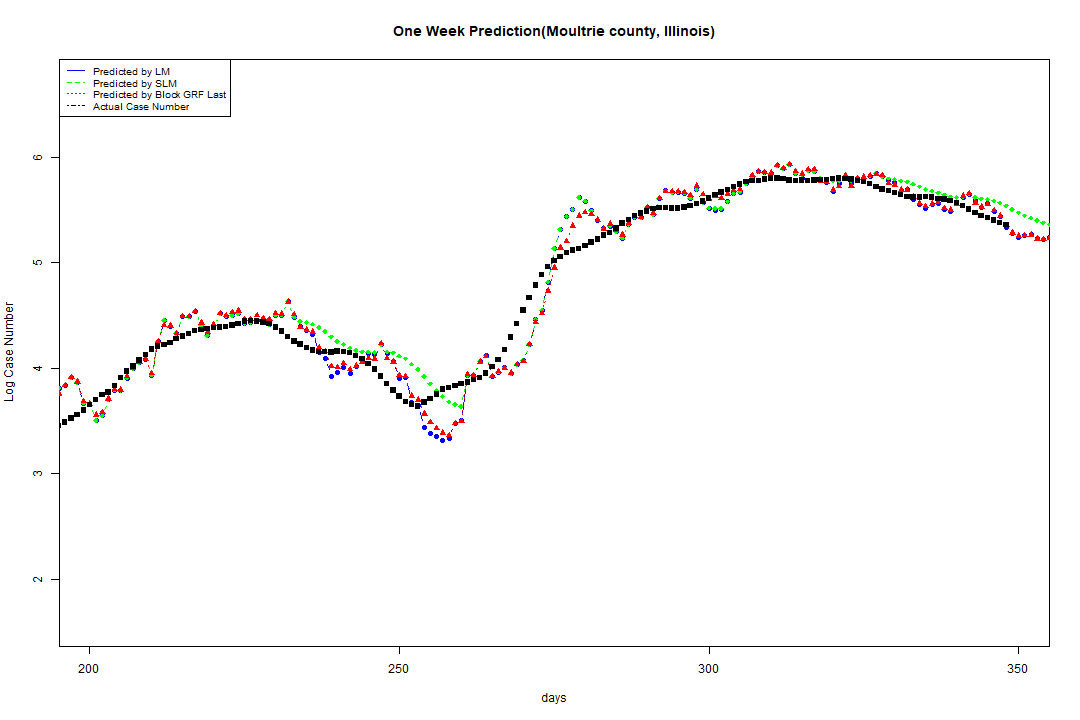 One Week Prediction(Moultrie county, Illinois)
Predicted by LM
Predicted by SLM
Predicted by Block GRF Last
Actual Case Number
6
5
4
3
2
Log Case Number
200
250
300
350
days